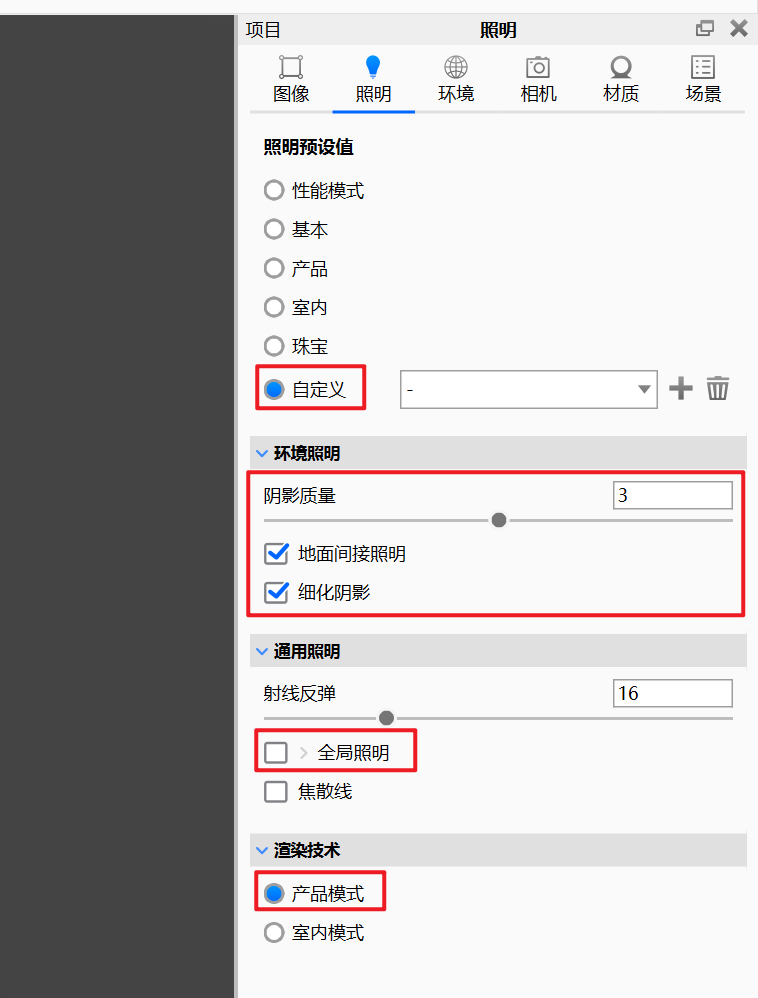 项目 照明
图像 照明 环境 相机 材质 场景
照明预设值
性能模式
基本
产品
室内
珠宝
自定义 -
环境照明
阴影质量 3
地面间接照明
细化阴影
通用照明
射线反弹 16
全局照明
焦散线
渲染技术
产品模式
室内模式